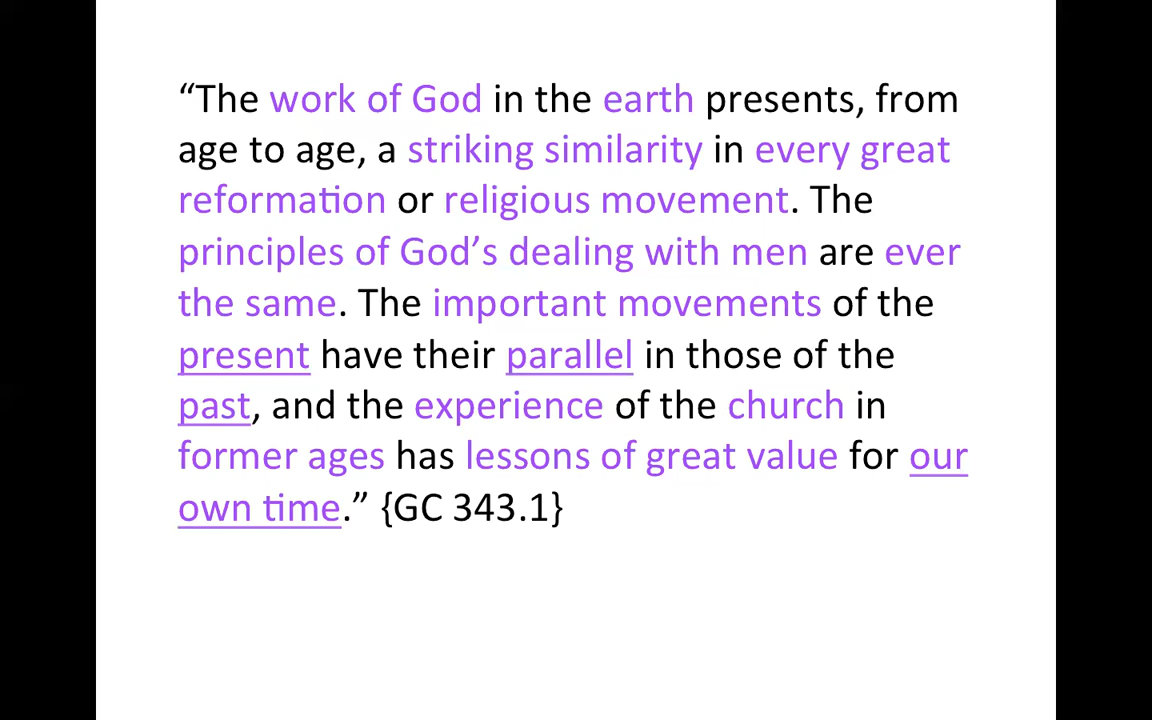 “The work of God in the earth presents, from
age to age, a striking similarity in every great
reformation or religious movement. The
principles of God’s dealing with men are ever
the same. The important movements of the
present have their parallel in those of the
past, and the experience of the church in
former ages has lessons of great value for our
own time.” {GC 343.1}